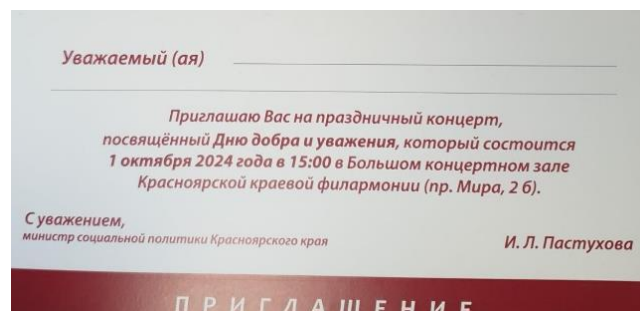 Уважаемый (ая)
Приглашаю Вас на праздничный концерт,
посвящённый Дню добра и уважения, который состоится
1 октября 2024 года в 15:00 в Большом концертном зале
Красноярской краевой филармонии (пр. Мира, 2 б).
С уважением,
министр социальной политики Красноярского края
И. Л. Пастухова
ПРИГЛАШЕНИЕ